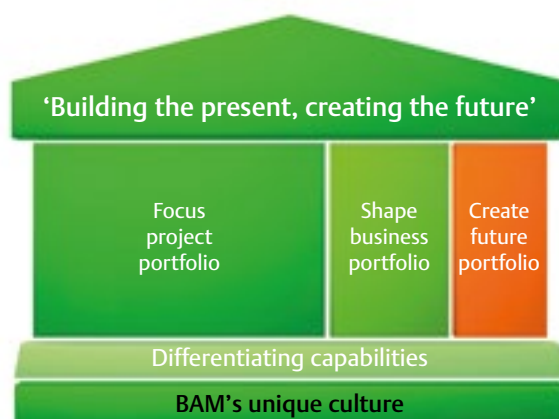 ‘Building the present, creating the future’
Focus
project
portfolio
Shape
business
portfolio
Create
future
portfolio
Differentiating capabilities
BAM’s unique culture